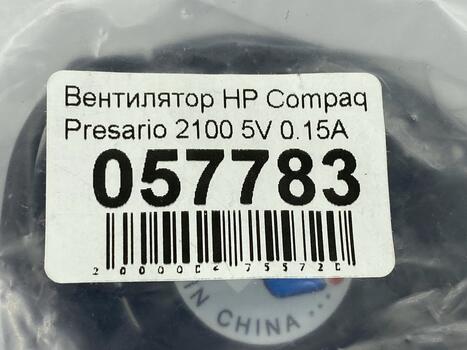 Вентилятор HP Compaq
Presario 2100 5V 0.15A
057783
IN CHINA ...